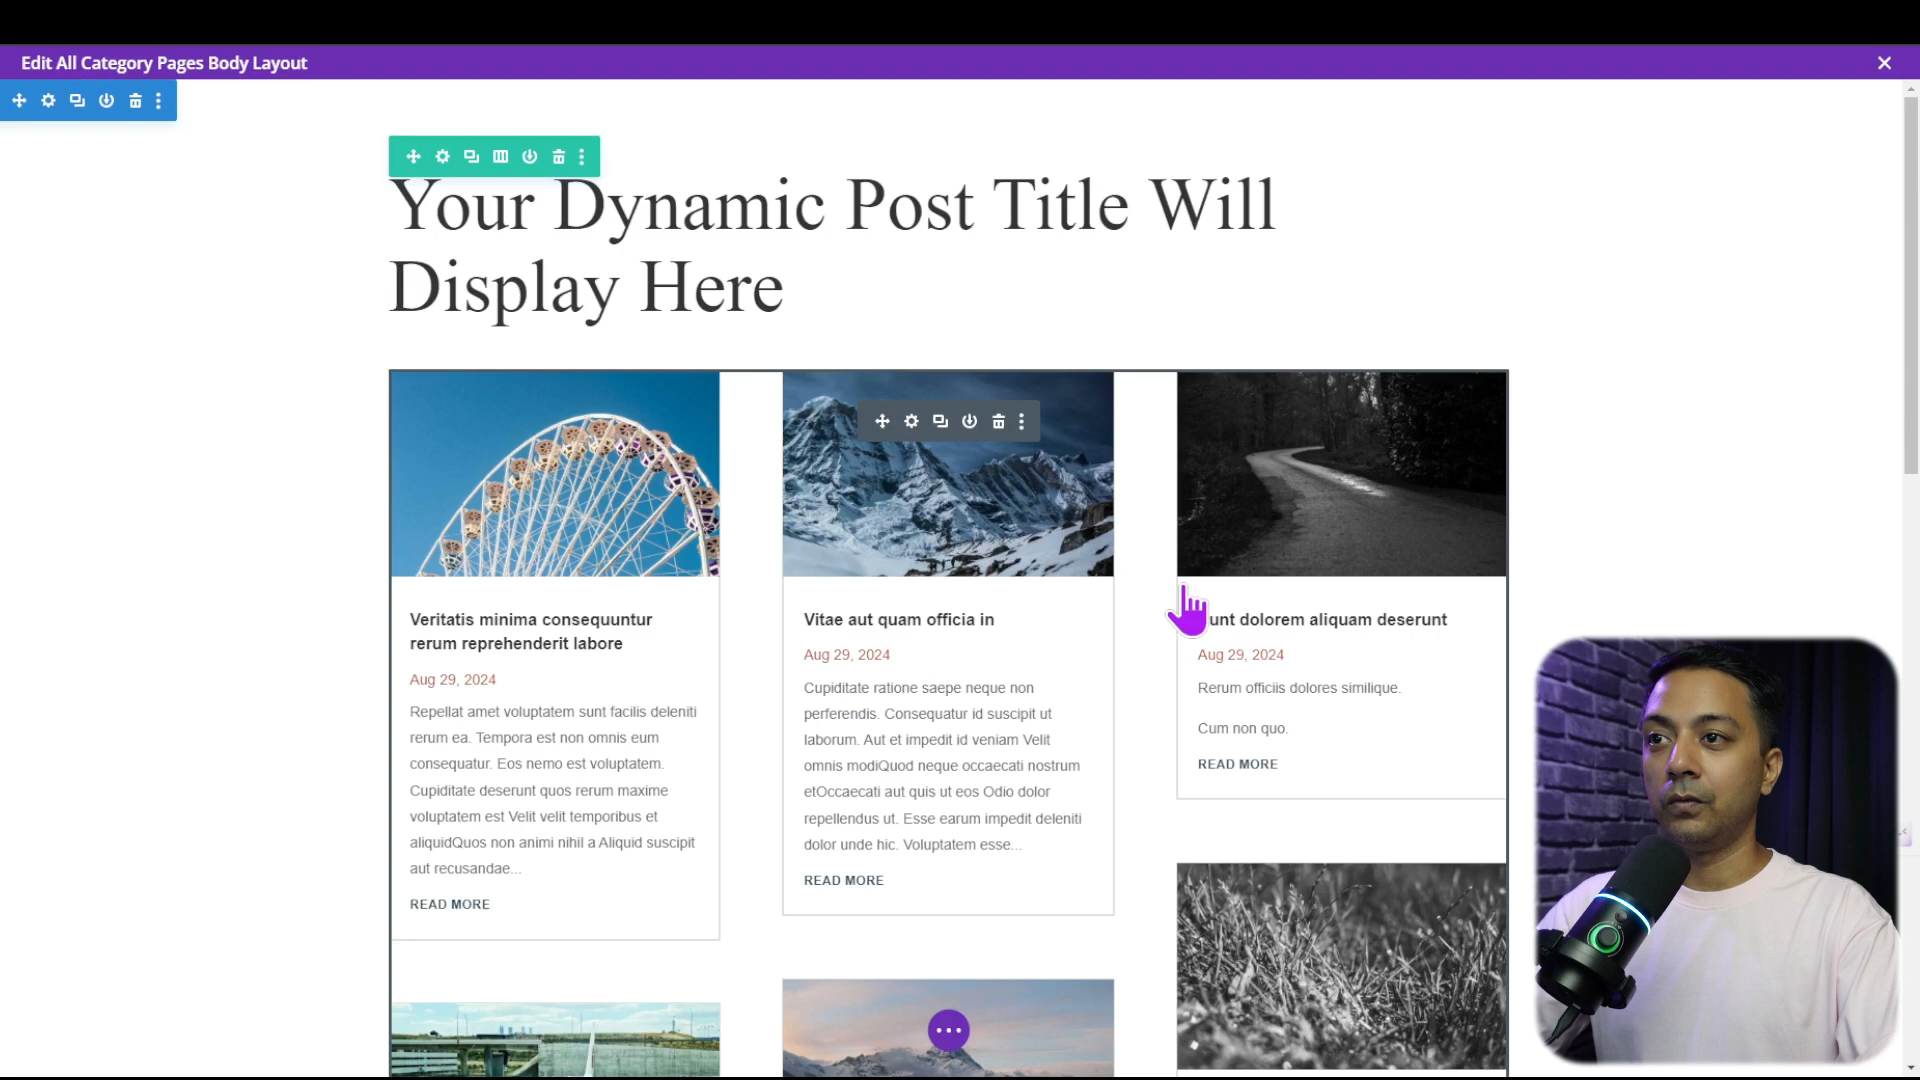 Edit All Category Pages Body Layout
Your Dynamic Post Title Will
Display Here
Veritatis minima consequuntur
rerum reprehenderit labore
Aug 29, 2024
Repellat amet voluptatem sunt facilis deleniti
rerum ea. Tempora est non omnis eum
consequatur. Eos nemo est voluptatem.
Cupiditate deserunt quos rerum maxime
voluptatem est Velit velit temporibus et
aliquidQuos non animi nihil a Aliquid suscipit
aut recusandae...
READ MORE
Vitae aut quam officia in
Aug 29, 2024
Cupiditate ratione saepe neque non
perferendis. Consequatur id suscipit ut
laborum. Aut et impedit id veniam Velit
omnis modiQuod neque occaecati nostrum
etOccaecati aut quis ut eos Odio dolor
repellendus ut. Esse earum impedit deleniti
dolor unde hic. Voluptatem esse...
READ MORE
unt dolorem aliquam deserunt
Aug 29, 2024
Rerum officiis dolores similique.
Cum non quo.
READ MORE